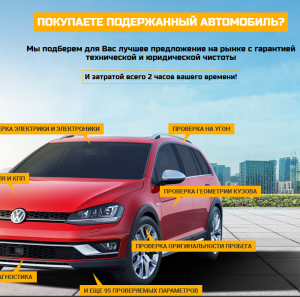 ПОКУПАЕТЕ ПОДЕРЖАННЫЙ АВТОМОБИЛЬ?
Мы подберем для Вас лучшее предложение на рынке с гарантией
технической и юридической чистоты
И затратой всего 2 часов вашего времени!
РКА ЭЛЕКТРИКИ И ЭЛЕКТРОНИКИ
ПРОВЕРКА НА УГОН
И КПП
ПРОВЕРКА ГЕОМЕТРИИ КУЗОВА
ПРОВЕРКА ОРИГИНАЛЬНОСТИ ПРОБЕГА
АГНОСТИКА
И ЕЩЕ 95 ПРОВЕРЯЕМЫХ ПАРАМЕТРОВ